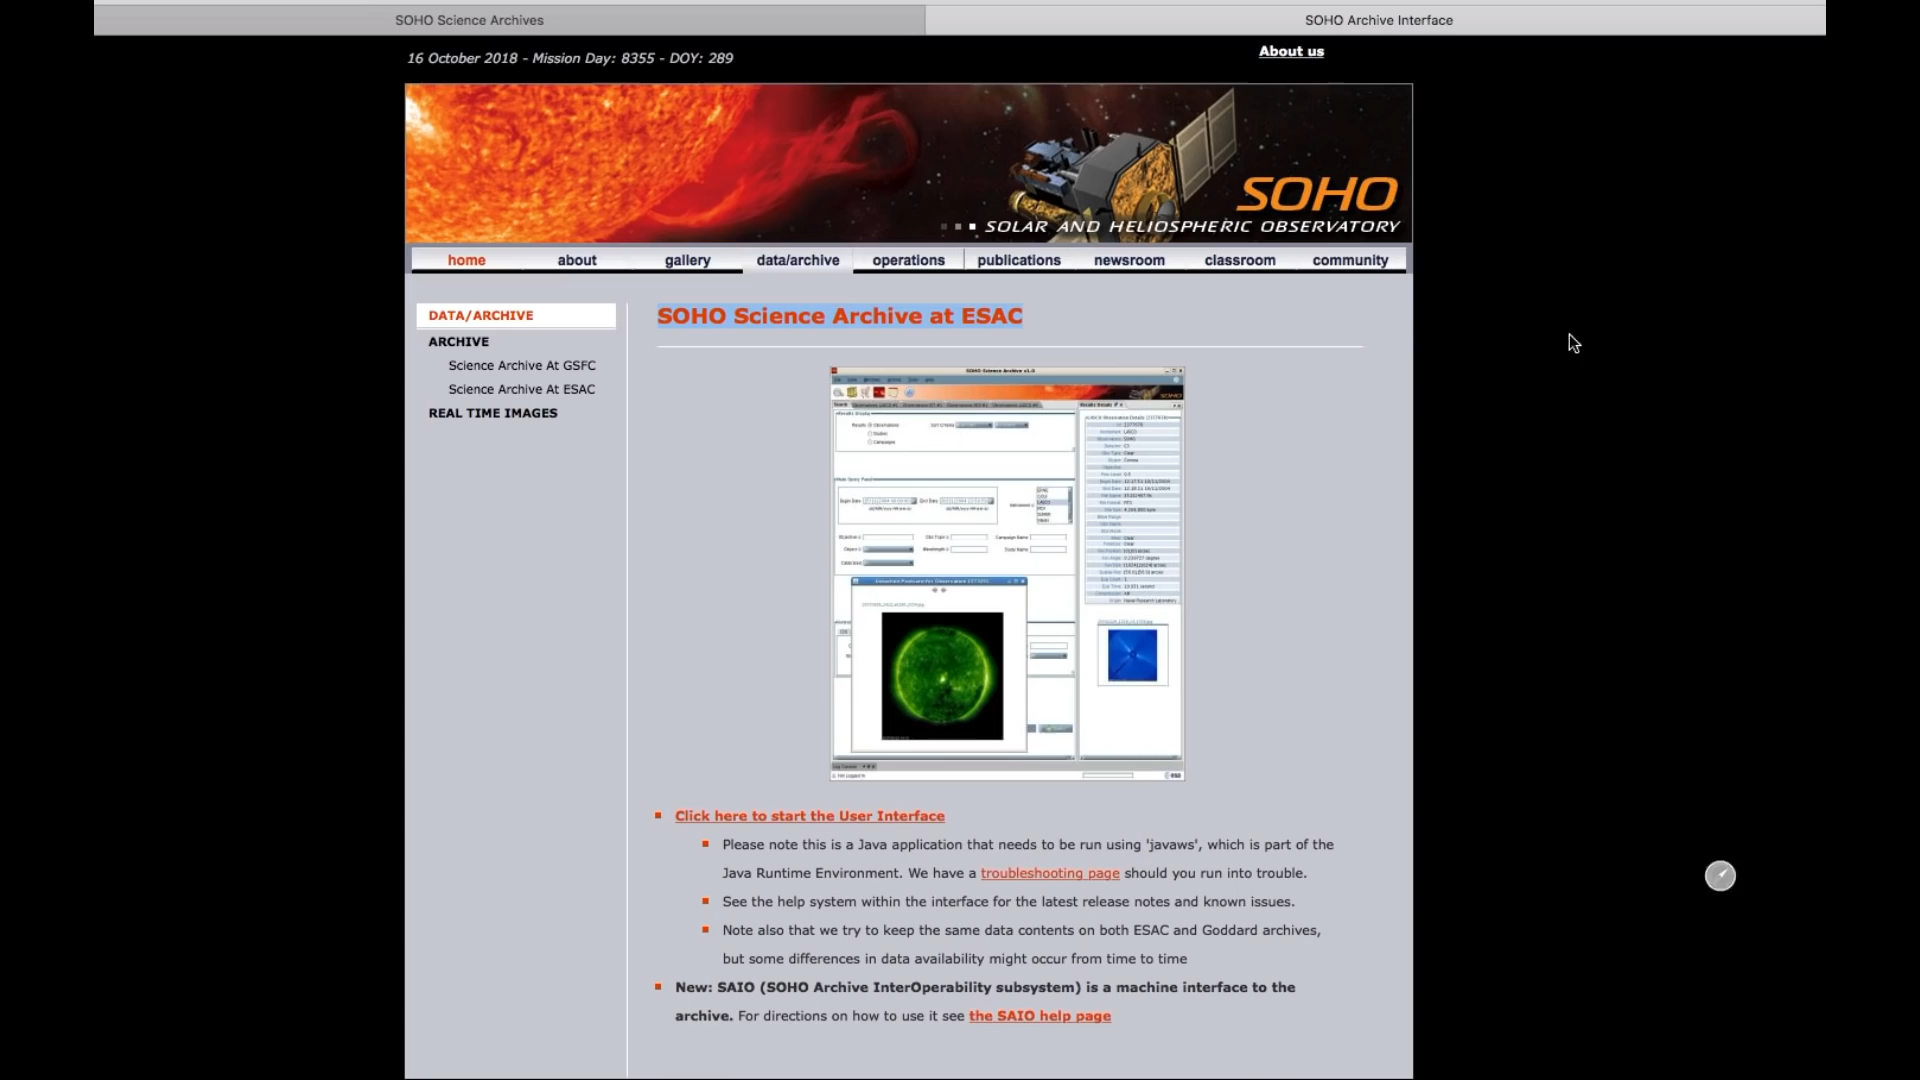 SOHO Science Archives
SOHO Archive Interface
16 October 2018 - Mission Day: 8355 - DOY: 289
About us
SOHO
SOLAR AND HELIOSPHERIC OBSERVATORY
home about gallery data/archive operations publications newsroom classroom community
DATA/ARCHIVE
ARCHIVE
Science Archive At GSFC
Science Archive At ESAC
REAL TIME IMAGES
SOHO Science Archive at ESAC
SOHO Science Archive v1.0
Click here to start the User Interface
Please note this is a Java application that needs to be run using 'javaws', which is part of the
Java Runtime Environment. We have a troubleshooting page should you run into trouble.
See the help system within the interface for the latest release notes and known issues.
Note also that we try to keep the same data contents on both ESAC and Goddard archives,
but some differences in data availability might occur from time to time
New: SAIO (SOHO Archive InterOperability subsystem) is a machine interface to the
archive. For directions on how to use it see the SAIO help page